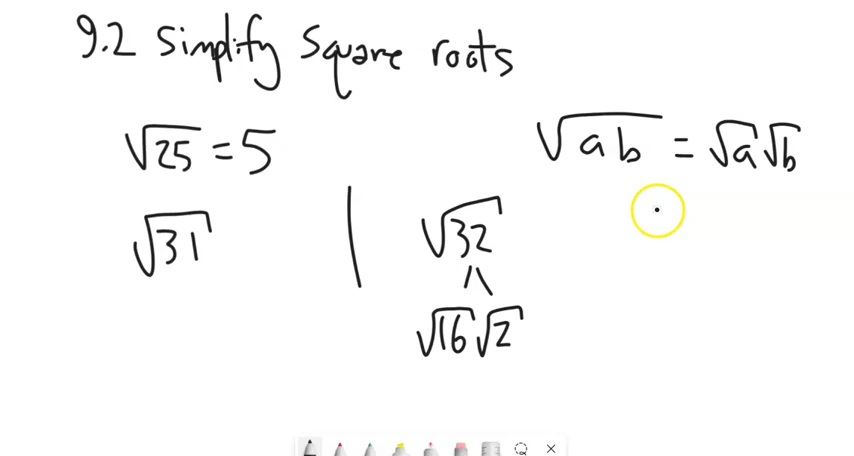 9.2 Simplify Square roots
√25 = 5
√ab = √a√b
√31
√32
√16√2